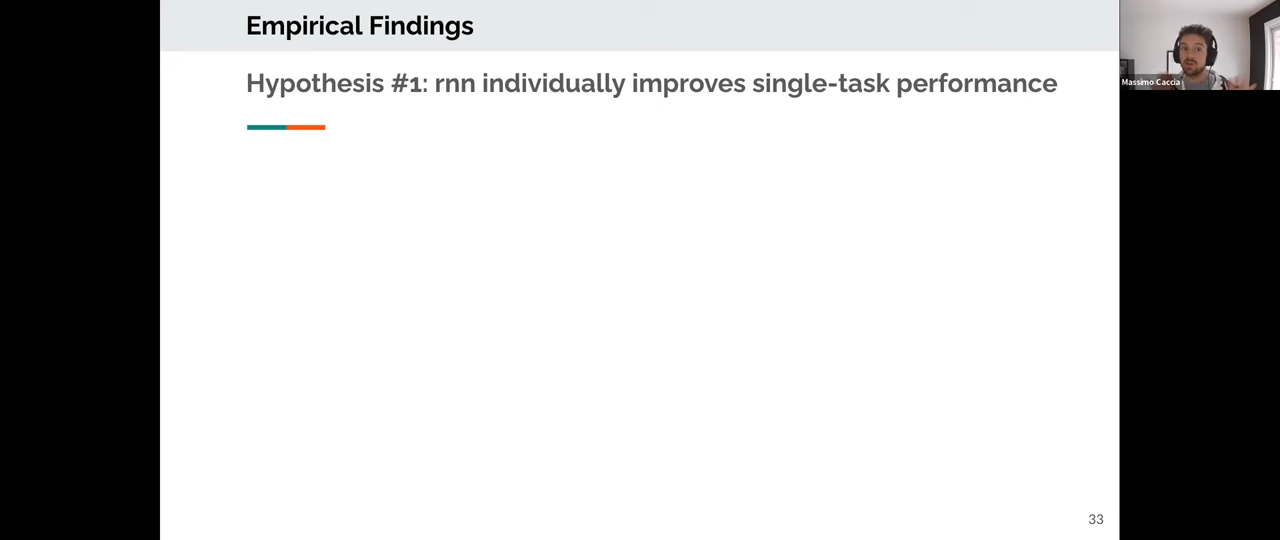 Empirical Findings
Hypothesis #1: rnn individually improves single-task performance
Massimo Caccia
33